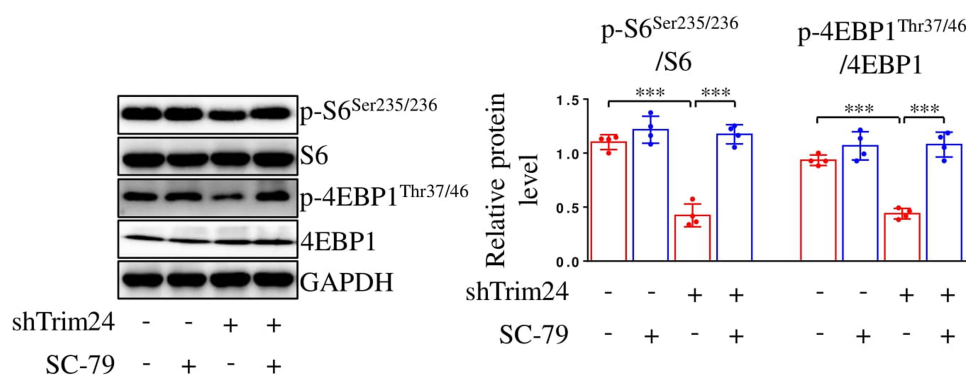 p-S6Ser235/236
S6
p-4EBP1Thr37/46
4EBP1
GAPDH
shTrim24 - - + +
SC-79 - + - +
p-S6Ser235/236
/S6
p-4EBP1Thr37/46
/4EBP1
Relative protein
level
1.5
1.0
0.5
0.0
*** ***
*** ***
shTrim24 - - + + - - + +
SC-79 - + - + - + - +